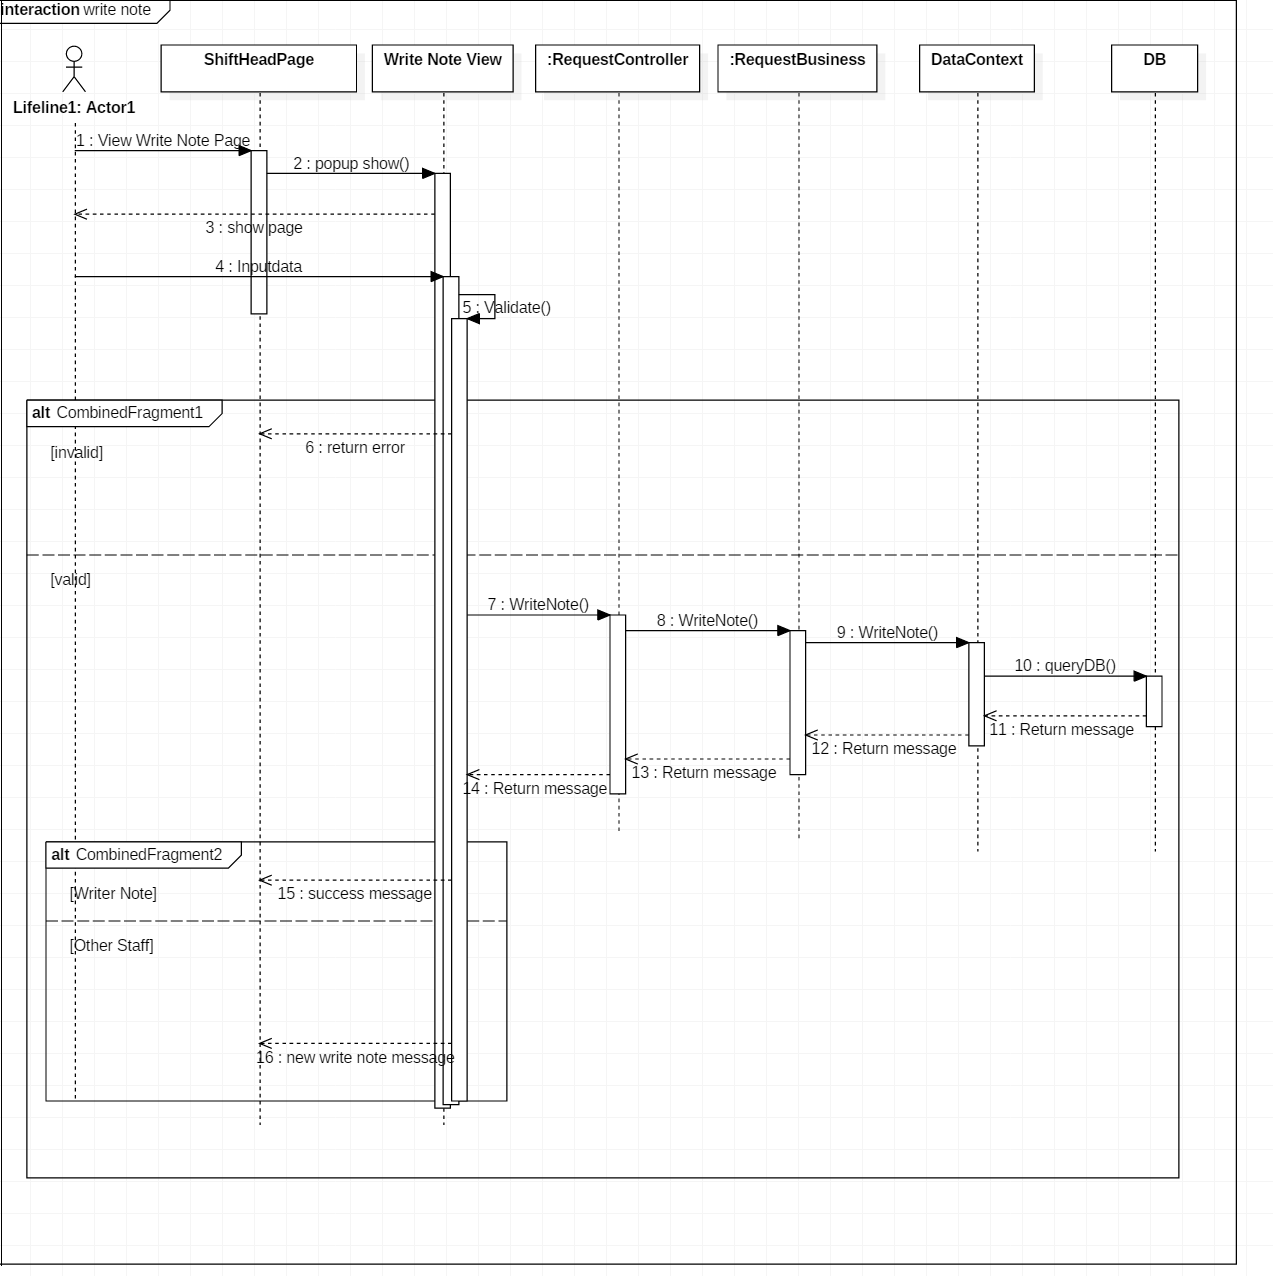 interaction write note
ShiftHeadPage
Write Note View
:RequestController
:RequestBusiness
DataContext
DB
Lifeline1: Actor1
1 : View Write Note Page
2 : popup show()
3 : show page
4 : Inputdata
5 : Validate()
alt CombinedFragment1
6 : return error
[invalid]
[valid]
7 : WriteNote()
8 : WriteNote()
9 : WriteNote()
10 : queryDB()
11 : Return message
12 : Return message
13 : Return message
14 : Return message
alt CombinedFragment2
[Writer Note]
15 : success message
[Other Staff]
16 : new write note message